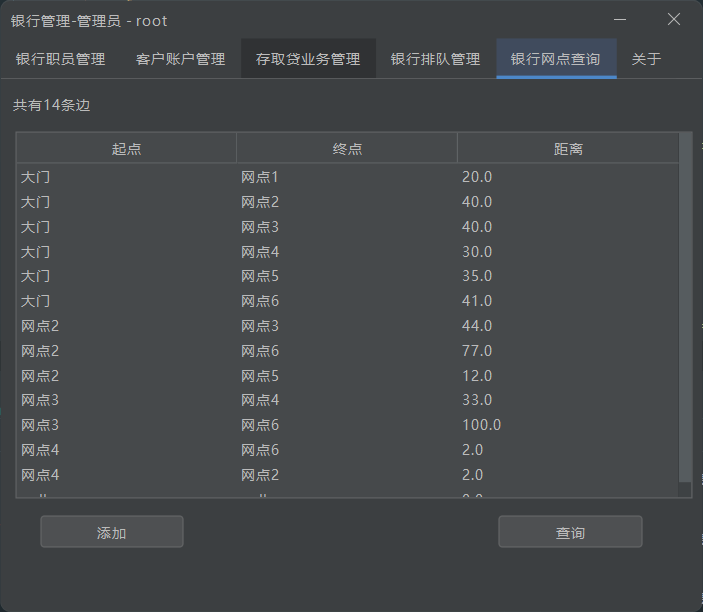 银行管理-管理员 - root
银行职员管理 客户账户管理 存取贷业务管理 银行排队管理 银行网点查询 关于
共有14条边
起点 终点 距离
大门 网点1 20.0
大门 网点2 40.0
大门 网点3 40.0
大门 网点4 30.0
大门 网点5 35.0
大门 网点6 41.0
网点2 网点3 44.0
网点2 网点6 77.0
网点2 网点5 12.0
网点3 网点4 33.0
网点3 网点6 100.0
网点4 网点6 2.0
网点4 网点2 2.0
添加 查询